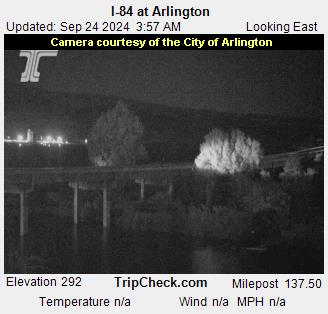 I-84 at Arlington
Updated: Sep 24 2024 3:57 AM Looking East
Camera courtesy of the City of Arlington
Elevation 292 TripCheck.com Milepost 137.50
Temperature n/a Wind n/a MPH n/a